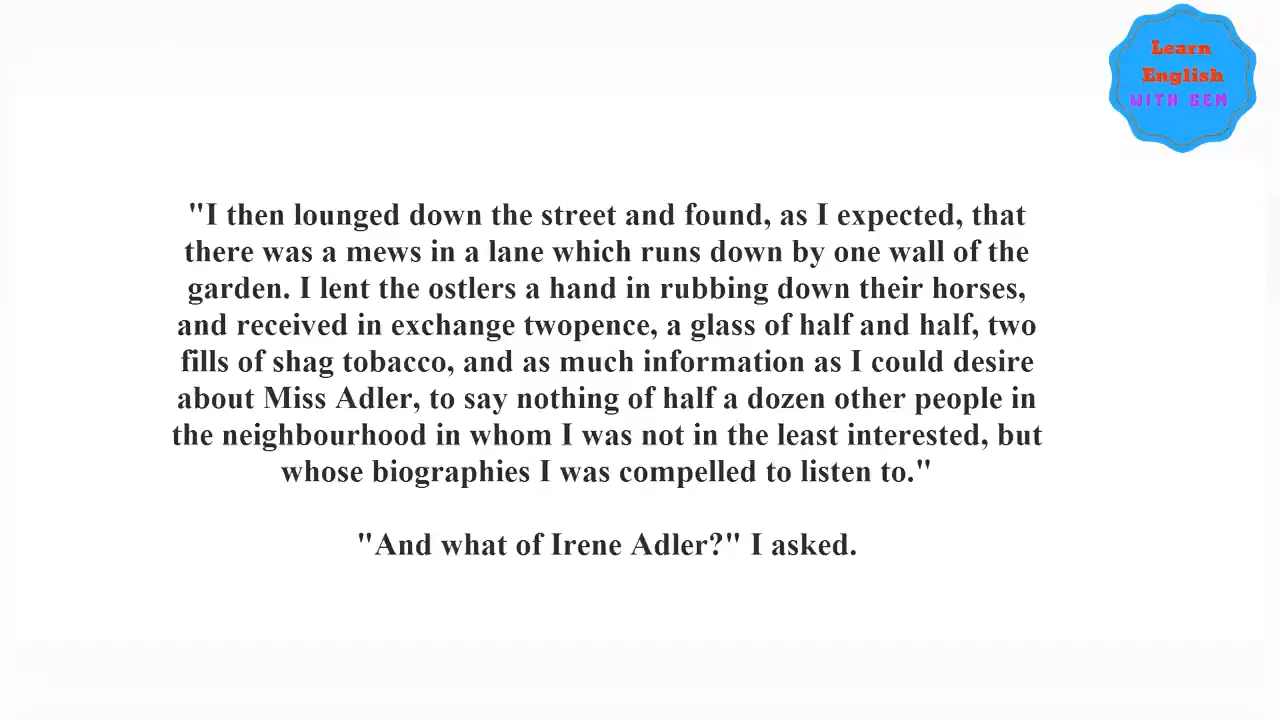 Learn
English
WITH GEM
"I then lounged down the street and found, as I expected, that
there was a mews in a lane which runs down by one wall of the
garden. I lent the ostlers a hand in rubbing down their horses,
and received in exchange twopence, a glass of half and half, two
fills of shag tobacco, and as much information as I could desire
about Miss Adler, to say nothing of half a dozen other people in
the neighbourhood in whom I was not in the least interested, but
whose biographies I was compelled to listen to."
"And what of Irene Adler?" I asked.